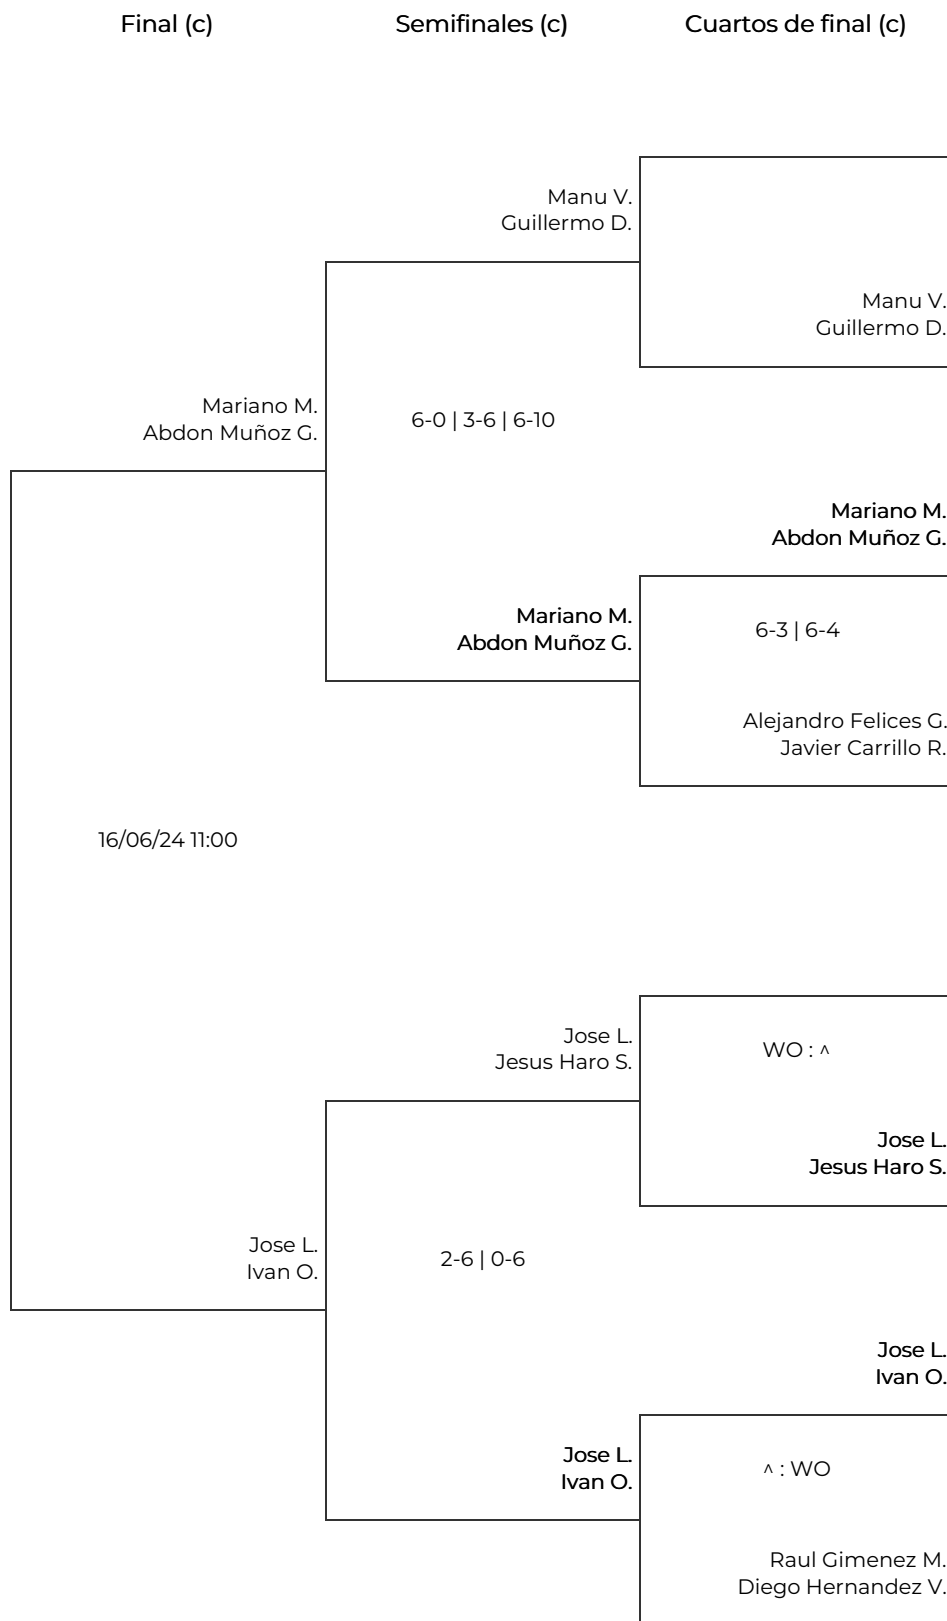 Final (c)
Semifinales (c)
Cuartos de final (c)
Manu V.
Guillermo D.
Manu V.
Guillermo D.
Mariano M.
Abdon Muñoz G.
6-0 | 3-6 | 6-10
Mariano M.
Abdon Muñoz G.
Mariano M.
Abdon Muñoz G.
6-3 | 6-4
Alejandro Felices G.
Javier Carrillo R.
16/06/24 11:00
Jose L.
Jesus Haro S.
WO : ^
Jose L.
Jesus Haro S.
Jose L.
Ivan O.
2-6 | 0-6
Jose L.
Ivan O.
Jose L.
Ivan O.
^ : WO
Raul Gimenez M.
Diego Hernandez V.